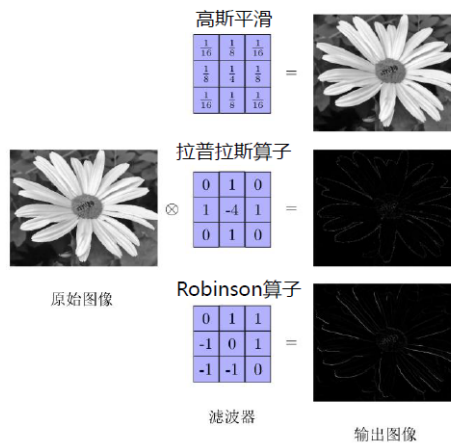 高斯平滑
1/16 1/8 1/16
1/8 1/4 1/8
1/16 1/8 1/16
=
拉普拉斯算子
0 1 0
⊗ 1 -4 1 =
0 1 0
原始图像
Robinson算子
0 1 1
-1 0 1 =
-1 -1 0
滤波器
输出图像